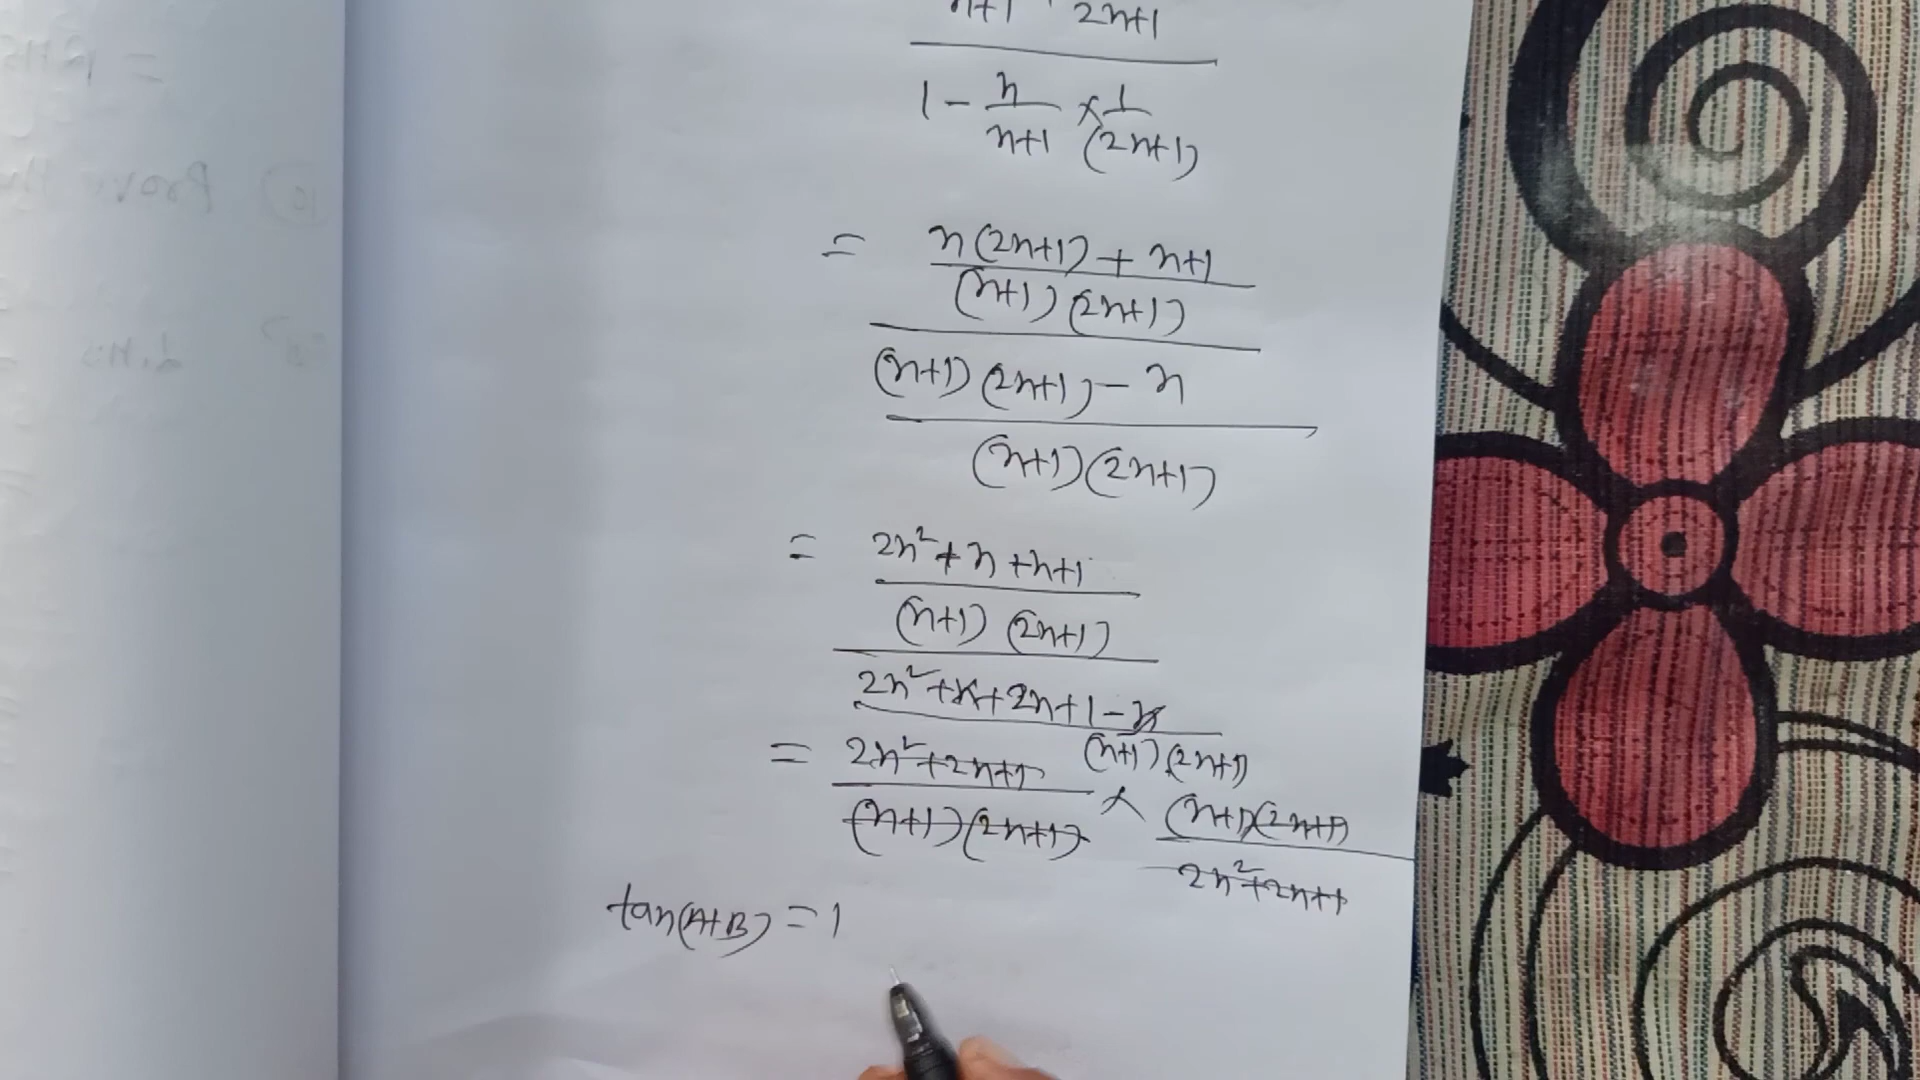 n+1 2n+1
1 - n/n+1 × 1/(2n+1)
= n(2n+1) + n+1
(n+1) (2n+1)
(n+1) (2n+1) - n
(n+1) (2n+1)
= 2n² + n + n+1
(n+1) (2n+1)
2n² + n + 2n + 1 - n
(n+1) (2n+1)
= 2n² + 2n+1 / (n+1) (2n+1) × (n+1)(2n+1) / 2n²+2n+1
tan(A+B) = 1